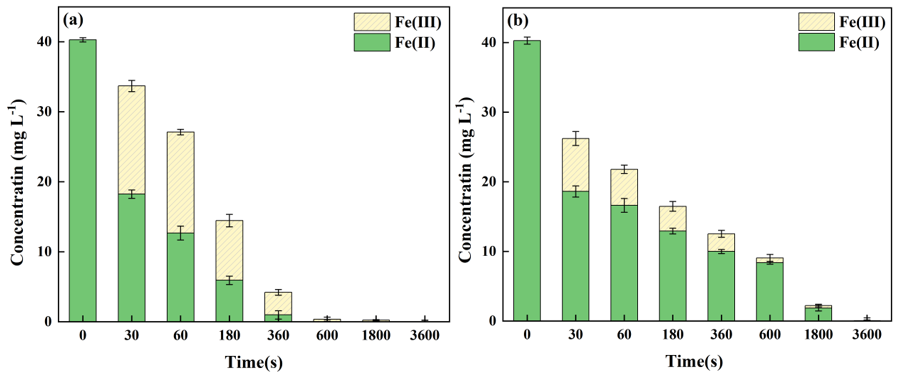 (a)
Fe(III)
Fe(II)
Concentratin (mg L⁻¹)
40
30
20
10
0
0 30 60 180 360 600 1800 3600
Time(s)
(b)
Fe(III)
Fe(II)
Concentratin (mg L⁻¹)
40
30
20
10
0
0 30 60 180 360 600 1800 3600
Time(s)